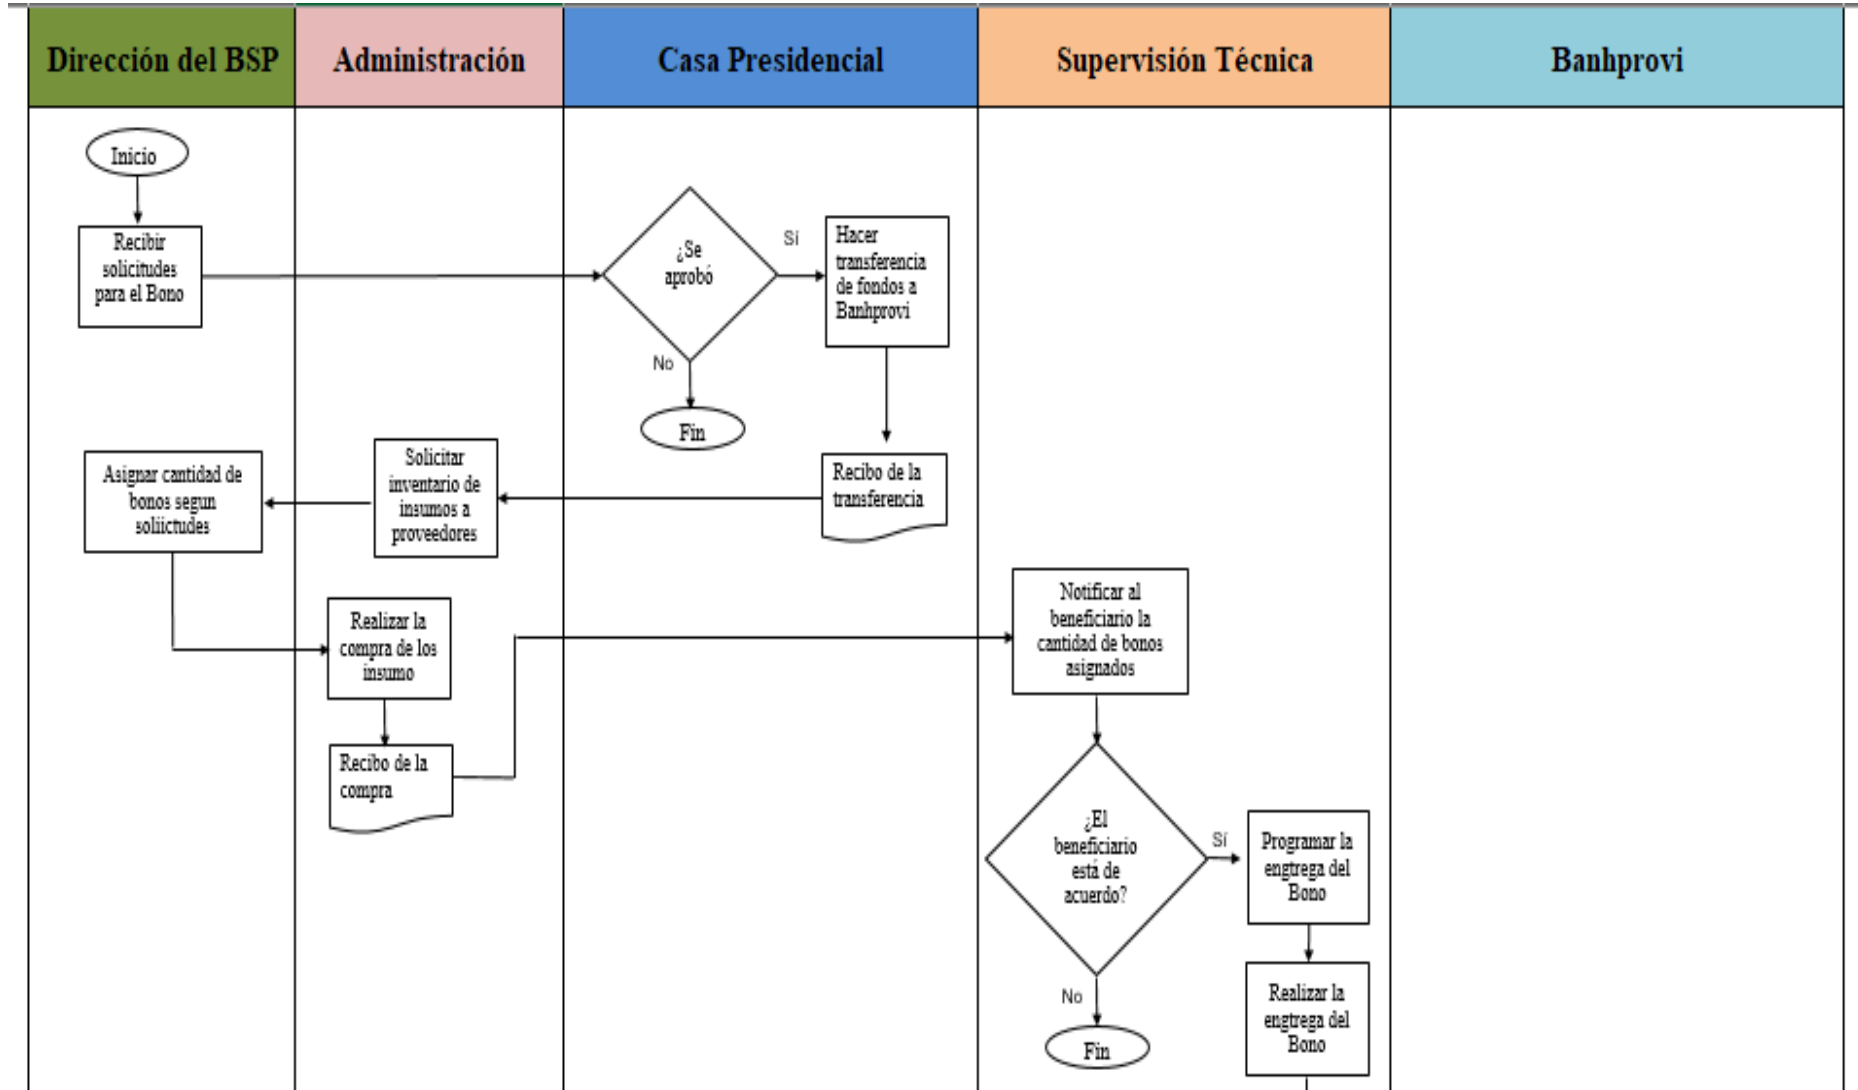 Dirección del BSP
Administración
Casa Presidencial
Supervisión Técnica
Banhprovi
Inicio
Recibir
solicitudes
para el Bono
¿Se
aprobó
Sí
Hacer
transferencia
de fondos a
Banhprovi
No
Fin
Recibo de la
transferencia
Solicitar
inventario de
insumos a
proveedores
Asignar cantidad de
bonos segun
soliictudes
Realizar la
compra de los
insumo
Recibo de la
compra
Notificar al
beneficiario la
cantidad de bonos
asignados
¿El
beneficiario
está de
acuerdo?
Sí
Programar la
engtrega del
Bono
No
Fin
Realizar la
engtrega del
Bono